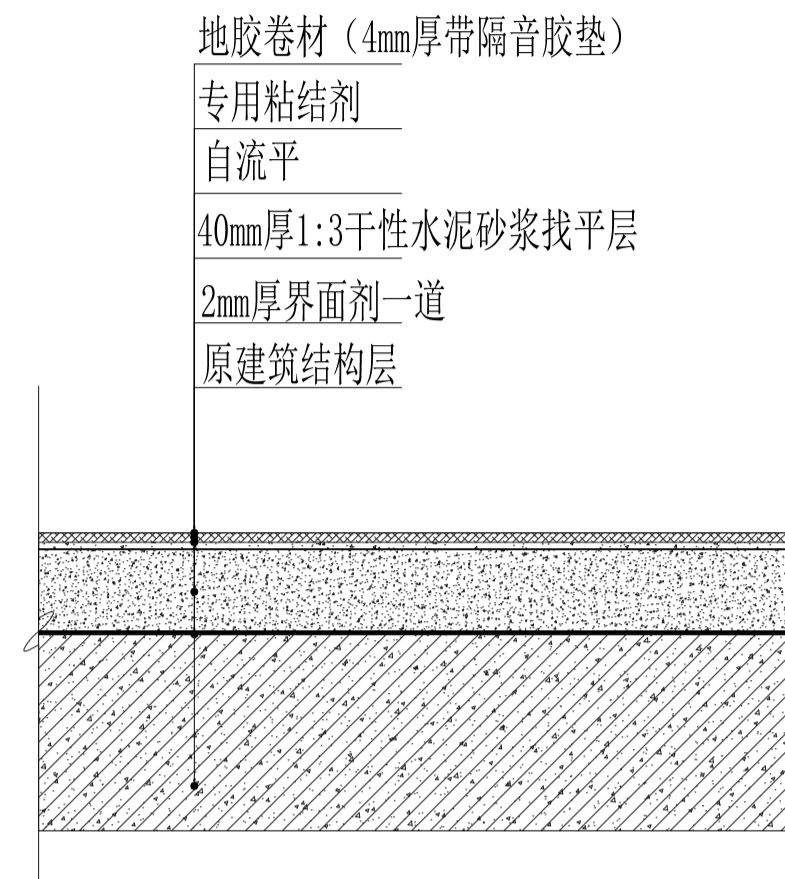 地胶卷材（4mm厚带隔音胶垫）
专用粘结剂
自流平
40mm厚1:3干性水泥砂浆找平层
2mm厚界面剂一道
原建筑结构层